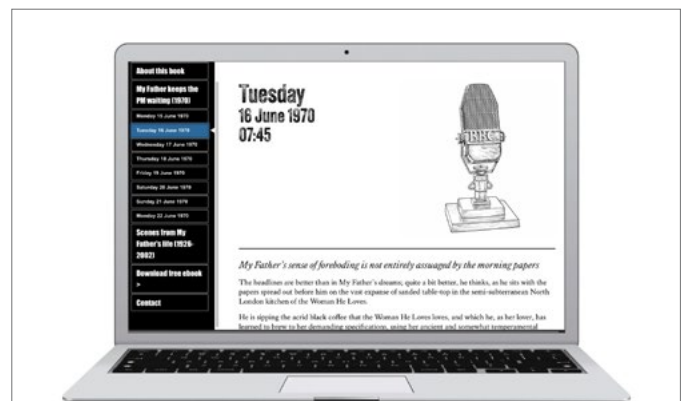 About this book
My Father keeps the
PM waiting (1970)
Monday 15 June 1970
Tuesday 16 June 1970
Wednesday 17 June 1970
Thursday 18 June 1970
Friday 19 June 1970
Saturday 20 June 1970
Sunday 21 June 1970
Monday 22 June 1970
Scenes from My
Father's life (1926-
2002)
Download free ebook
>
Contact
Tuesday
16 June 1970
07:45
BBC
My Father's sense of foreboding is not entirely assuaged by the morning papers
The headlines are better than in My Father's dreams; quite a bit better, he thinks, as he sits with the
papers spread out before him on the vast expanse of sanded table-top in the semi-subterranean North
London kitchen of the Woman He Loves.
He is sipping the acrid black coffee that the Woman He Loves loves, and which he, as her lover, has
learned to brew to her demanding specifications, using her ancient and somewhat temperamental